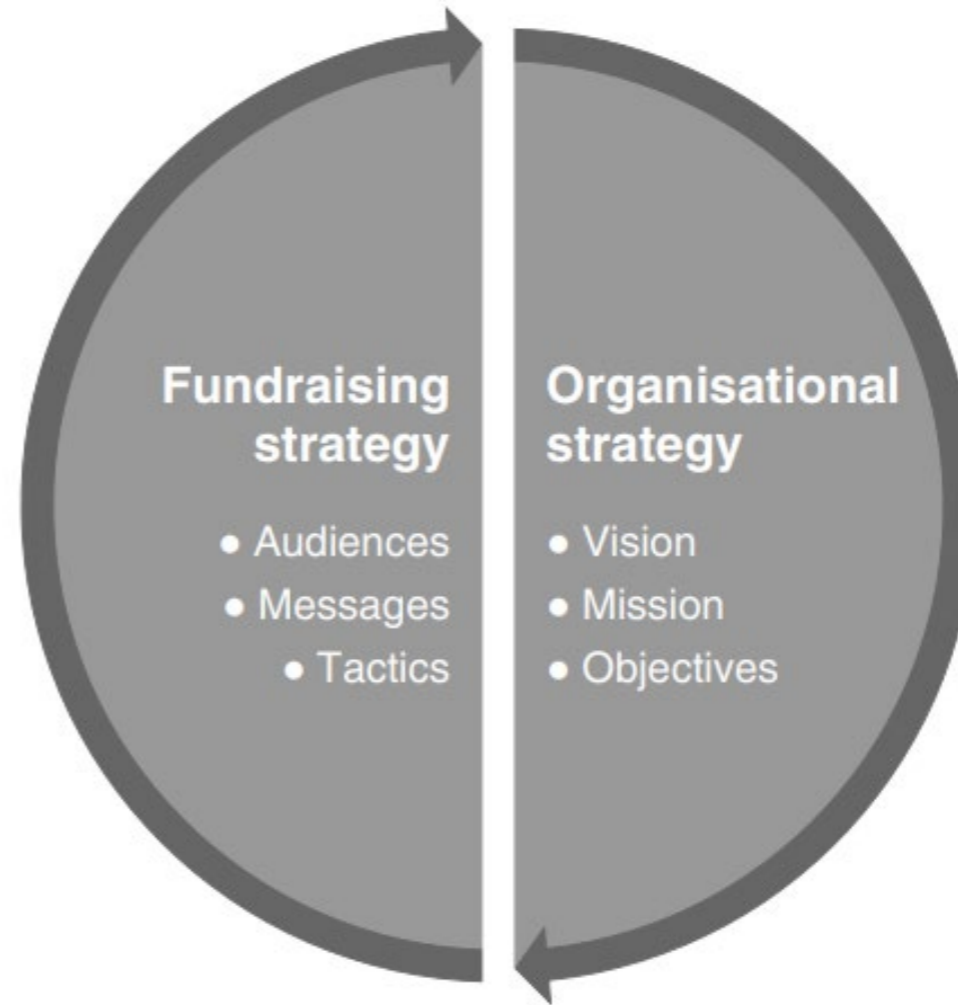 Fundraising
strategy
● Audiences
● Messages
● Tactics
Organisational
strategy
● Vision
● Mission
● Objectives